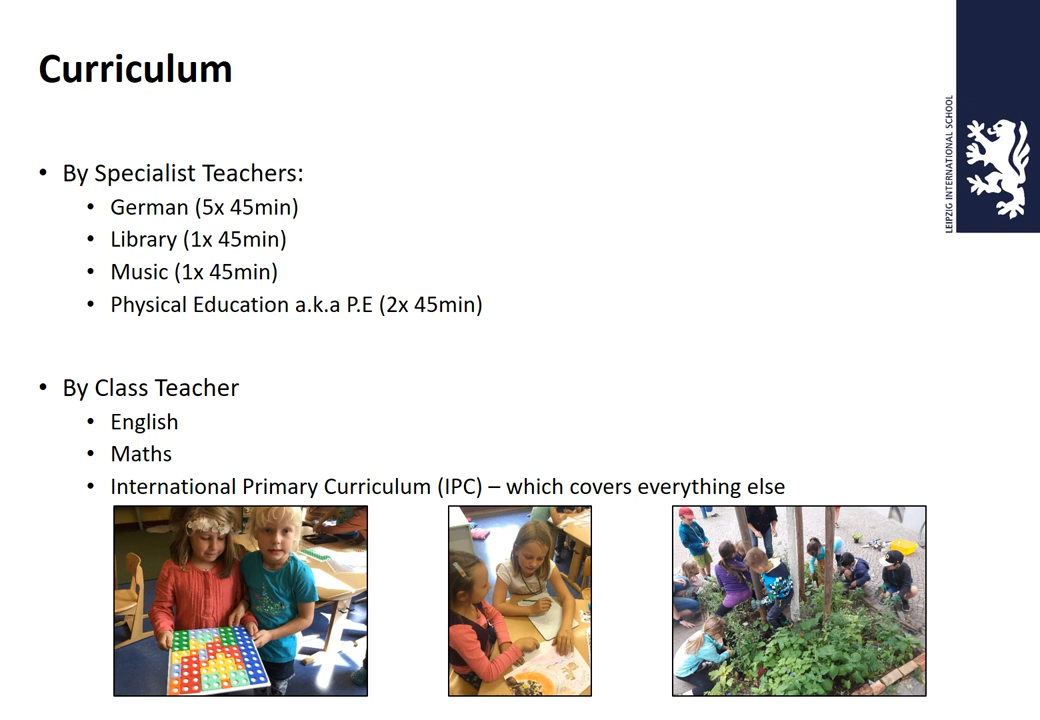 Curriculum
LEIPZIG INTERNATIONAL SCHOOL
• By Specialist Teachers:
• German (5x 45min)
• Library (1x 45min)
• Music (1x 45min)
• Physical Education a.k.a P.E (2x 45min)
• By Class Teacher
• English
• Maths
• International Primary Curriculum (IPC) – which covers everything else